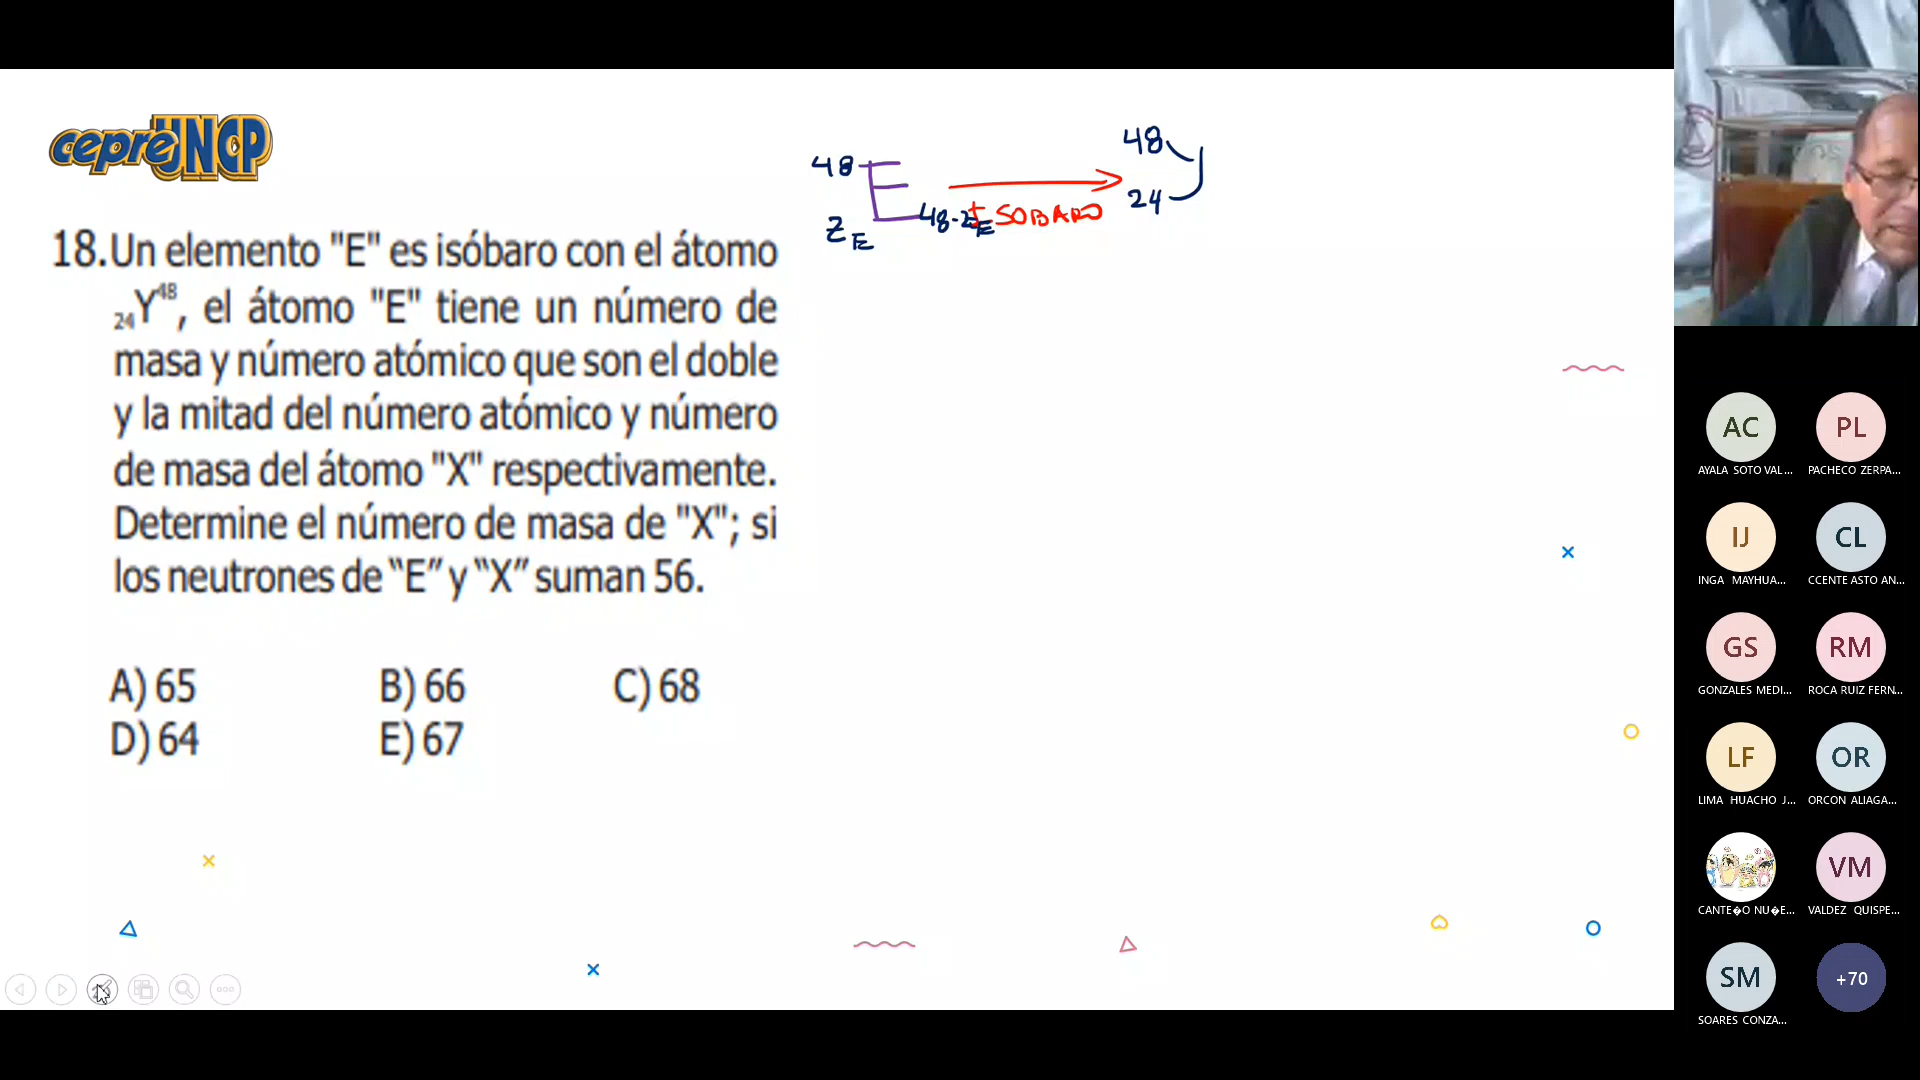 cepreUNCP
18.Un elemento "E" es isóbaro con el átomo
₂₄Y⁴⁸, el átomo "E" tiene un número de
masa y número atómico que son el doble
y la mitad del número atómico y número
de masa del átomo "X" respectivamente.
Determine el número de masa de "X"; si
los neutrones de “E” y “X” suman 56.
A) 65 B) 66 C) 68
D) 64 E) 67
48
E
Z E
48-ZE
ISOBARO
48
Y
24
AC
AYALA SOTO VAL...
PL
PACHECO ZERPA...
IJ
INGA MAYHUA...
CL
CCENTE ASTO AN...
GS
GONZALES MEDI...
RM
ROCA RUIZ FERN...
LF
LIMA HUACHO J...
OR
ORCON ALIAGA...
CANTE�O NU�E...
VM
VALDEZ QUISPE...
SM
SOARES CONZA...
+70